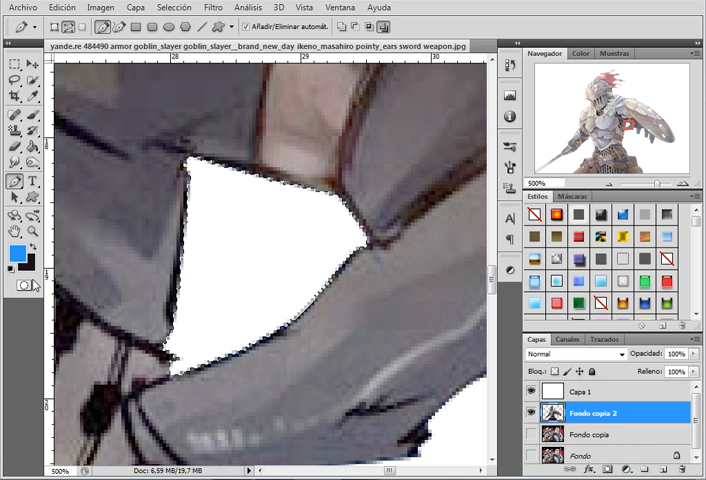 Archivo Edición Imagen Capa Selección Filtro Análisis 3D Vista Ventana Ayuda
Añadir/Eliminar automát.
yande.re 484490 armor goblin_slayer goblin_slayer__brand_new_day ikeno_masahiro pointy_ears sword weapon.jpg
28 29 30
Navegador Color Muestras
500%
Estilos Máscaras
Capas Canales Trazados
Normal Opacidad: 100%
Bloq.: Relleno: 100%
Capa 1
Fondo copia 2
Fondo copia
Fondo
500% Doc: 6,59 MB/19,7 MB